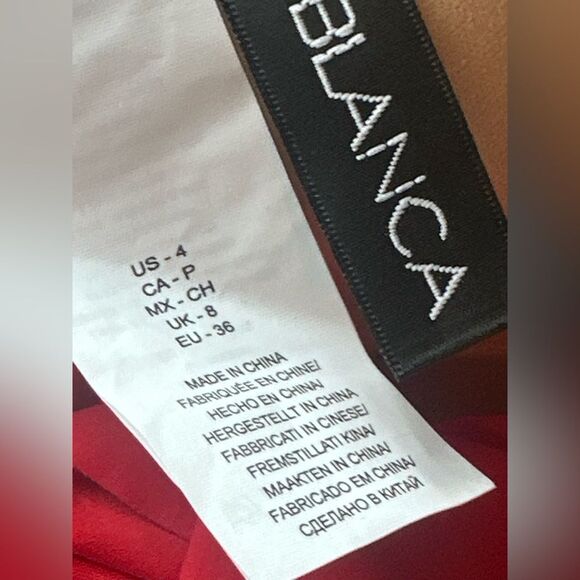 BLANCA
US - 4
CA - P
MX - CH
UK - 8
EU - 36
MADE IN CHINA
FABRIQUÉE EN CHINE/
HECHO EN CHINA/
HERGESTELLT IN CHINA
FABBRICATI IN CINESE/
FREMSTILLATI KINA/
MAAKTEN IN CHINA/
FABRICADO EM CHINA/
СДЕЛАНО В КИТАЙ